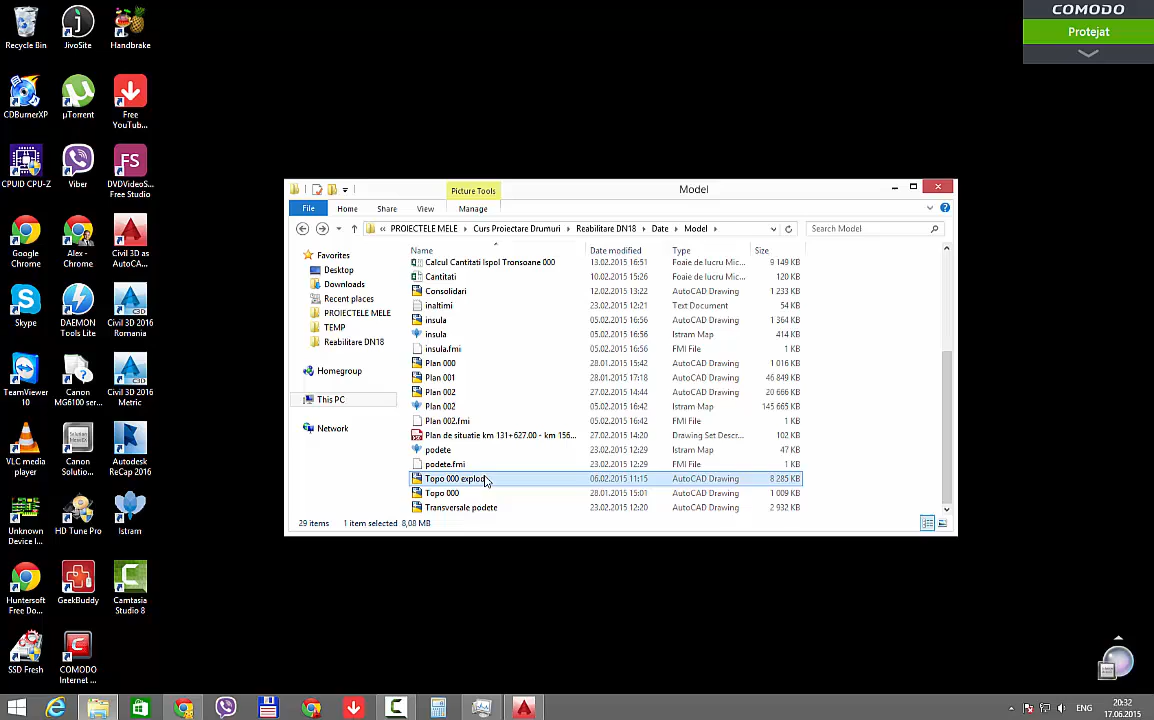 Recycle Bin
JivoSite
Handbrake
CDBurnerXP
µTorrent
Free YouTub...
CPUID CPU-Z
Viber
FS
DVDVideoS... Free Studio
Google Chrome
Alex - Chrome
Civil 3D as AutoCA...
Skype
DAEMON Tools Lite
Civil 3D 2016 Romania
TeamViewer 10
Canon MG6100 ser...
Civil 3D 2016 Metric
VLC media player
Canon Solutio...
Autodesk ReCap 2016
Unknown Device I...
HD Tune Pro
Istram
Huntersoft Free Do...
GeekBuddy
Camtasia Studio 8
SSD Fresh
COMODO Internet ...
COMODO
Protejat
Picture Tools
Model
File Home Share View Manage
« PROIECTELE MELE Curs Proiectare Drumuri Reabilitare DN18 Date Model
Search Model
Favorites
Desktop
Downloads
Recent places
PROIECTELE MELE
TEMP
Reabilitare DN18
Homegroup
This PC
Network
Name Date modified Type Size
Calcul Cantitati Ispol Tronsoane 000 13.02.2015 16:51 Foaie de lucru Mic... 9 149 KB
Cantitati 10.02.2015 15:26 Foaie de lucru Mic... 120 KB
Consolidari 12.02.2015 13:22 AutoCAD Drawing 1 233 KB
inaltimi 23.02.2015 12:21 Text Document 54 KB
insula 05.02.2015 16:56 AutoCAD Drawing 1 364 KB
insula 05.02.2015 16:56 Istram Map 414 KB
insula.fmi 05.02.2015 16:56 FMI File 1 KB
Plan 000 28.01.2015 15:42 AutoCAD Drawing 1 016 KB
Plan 001 28.01.2015 17:18 AutoCAD Drawing 46 849 KB
Plan 002 27.02.2015 14:44 AutoCAD Drawing 20 666 KB
Plan 002 05.02.2015 16:42 Istram Map 145 665 KB
Plan 002.fmi 05.02.2015 16:42 FMI File 1 KB
Plan de situatie km 131+627.00 - km 156... 27.02.2015 14:20 Drawing Set Descr... 102 KB
podete 23.02.2015 12:29 Istram Map 47 KB
podete.fmi 23.02.2015 12:29 FMI File 1 KB
Topo 000 explod 06.02.2015 11:15 AutoCAD Drawing 8 285 KB
Topo 000 28.01.2015 15:01 AutoCAD Drawing 1 009 KB
Transversale podete 23.02.2015 12:20 AutoCAD Drawing 2 932 KB
29 items 1 item selected 8,08 MB
ENG
20:32
17.06.2015